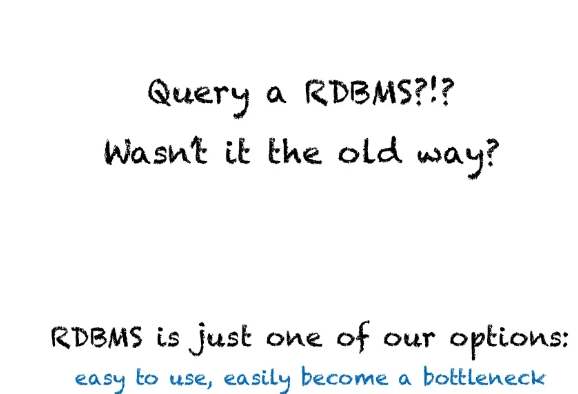 Query a RDBMS?!?
Wasn't it the old way?
RDBMS is just one of our options:
easy to use, easily become a bottleneck